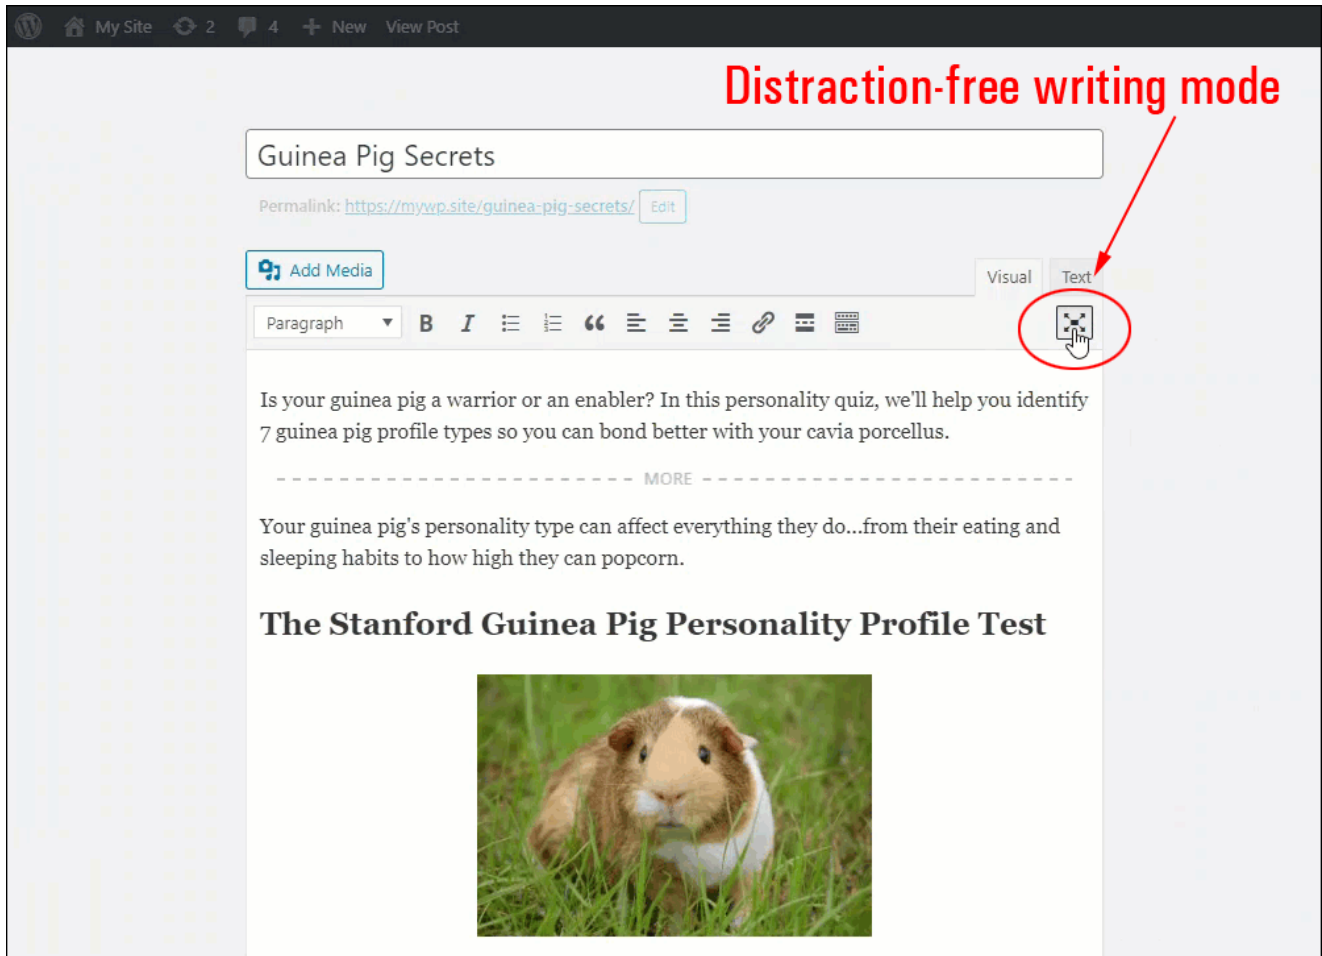 My Site 2 4 New View Post
Distraction-free writing mode
Guinea Pig Secrets
Permalink: https://mywp.site/guinea-pig-secrets/ Edit
Add Media
Visual Text
Paragraph B I
Is your guinea pig a warrior or an enabler? In this personality quiz, we'll help you identify
7 guinea pig profile types so you can bond better with your cavia porcellus.
MORE
Your guinea pig's personality type can affect everything they do...from their eating and
sleeping habits to how high they can popcorn.
The Stanford Guinea Pig Personality Profile Test